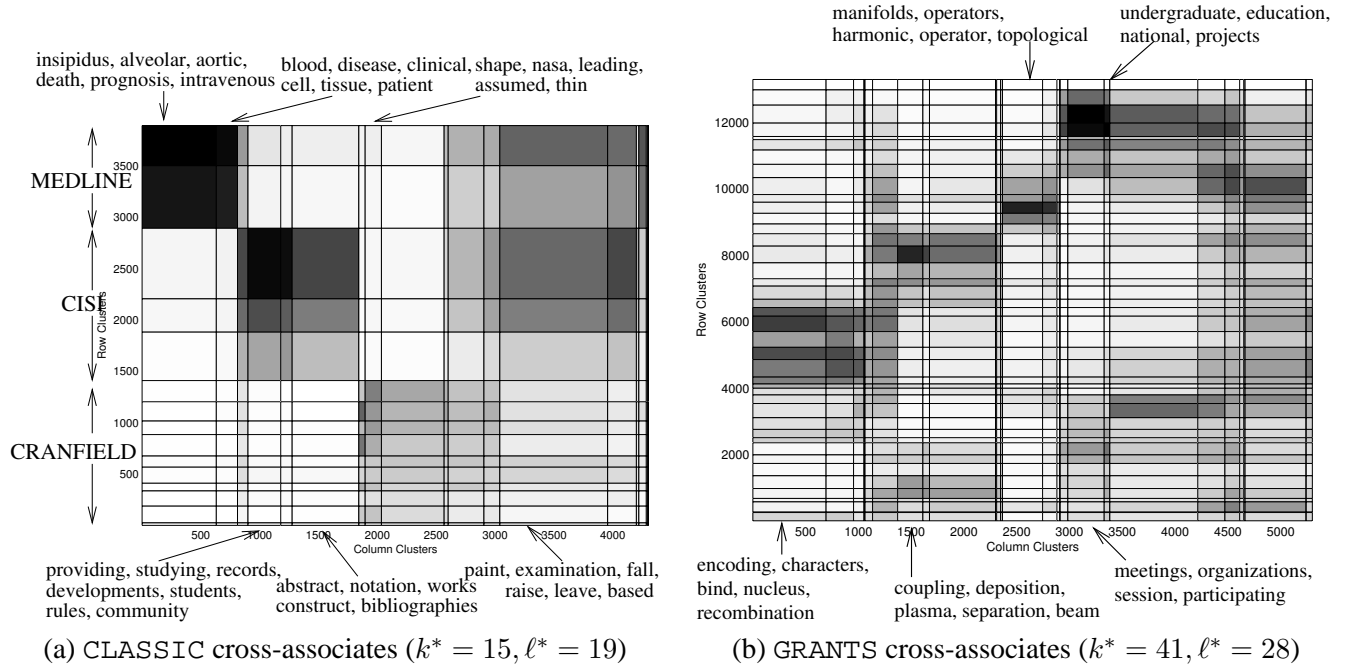 insipidus, alveolar, aortic,
death, prognosis, intravenous
blood, disease, clinical,
cell, tissue, patient
shape, nasa, leading,
assumed, thin
MEDLINE
CISI
CRANFIELD
Row Clusters
3500
3000
2500
2000
1500
1000
500
500 1000 1500 2000 2500 3000 3500 4000
Column Clusters
providing, studying, records,
developments, students,
rules, community
abstract, notation, works
construct, bibliographies
paint, examination, fall,
raise, leave, based
(a) CLASSIC cross-associates (k* = 15, ℓ* = 19)
manifolds, operators,
harmonic, operator, topological
undergraduate, education,
national, projects
Row Clusters
12000
10000
8000
6000
4000
2000
500 1000 1500 2000 2500 3000 3500 4000 4500 5000
Column Clusters
encoding, characters,
bind, nucleus,
recombination
coupling, deposition,
plasma, separation, beam
meetings, organizations,
session, participating
(b) GRANTS cross-associates (k* = 41, ℓ* = 28)